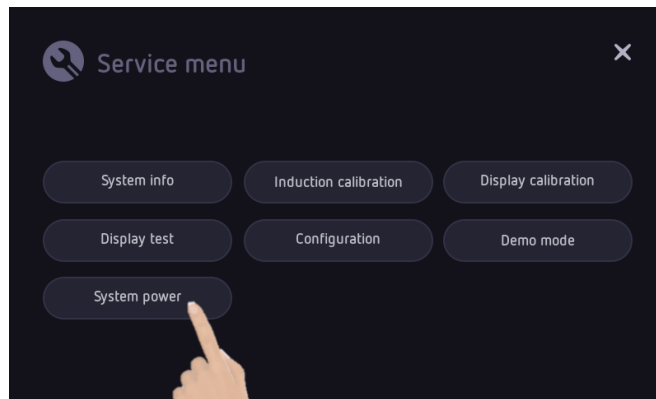 Service menu
System info
Induction calibration
Display calibration
Display test
Configuration
Demo mode
System power